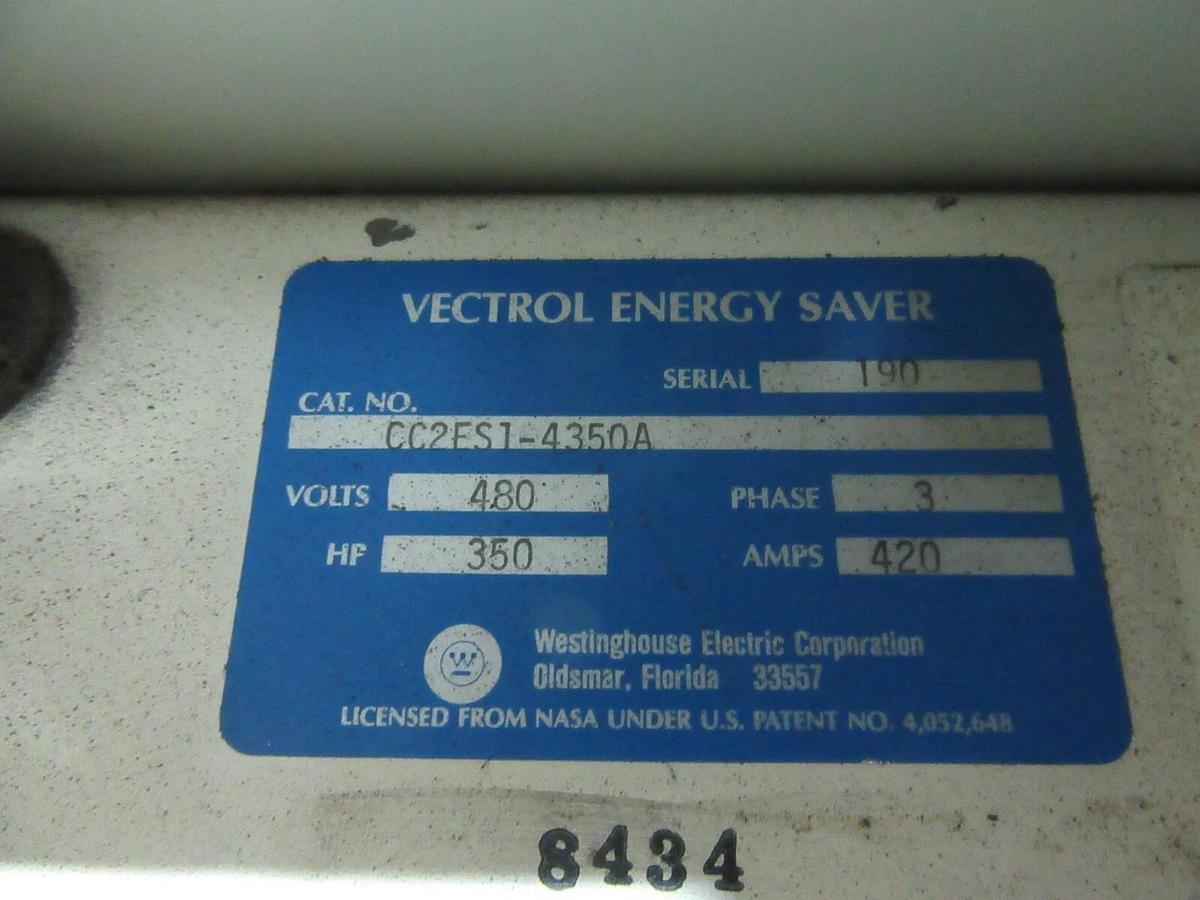 VECTROL ENERGY SAVER
SERIAL 190
CAT. NO.
CC2ES1-4350A
VOLTS 480 PHASE 3
HP 350 AMPS 420
W
Westinghouse Electric Corporation
Oldsmar, Florida 33557
LICENSED FROM NASA UNDER U.S. PATENT NO. 4,052,648
8434